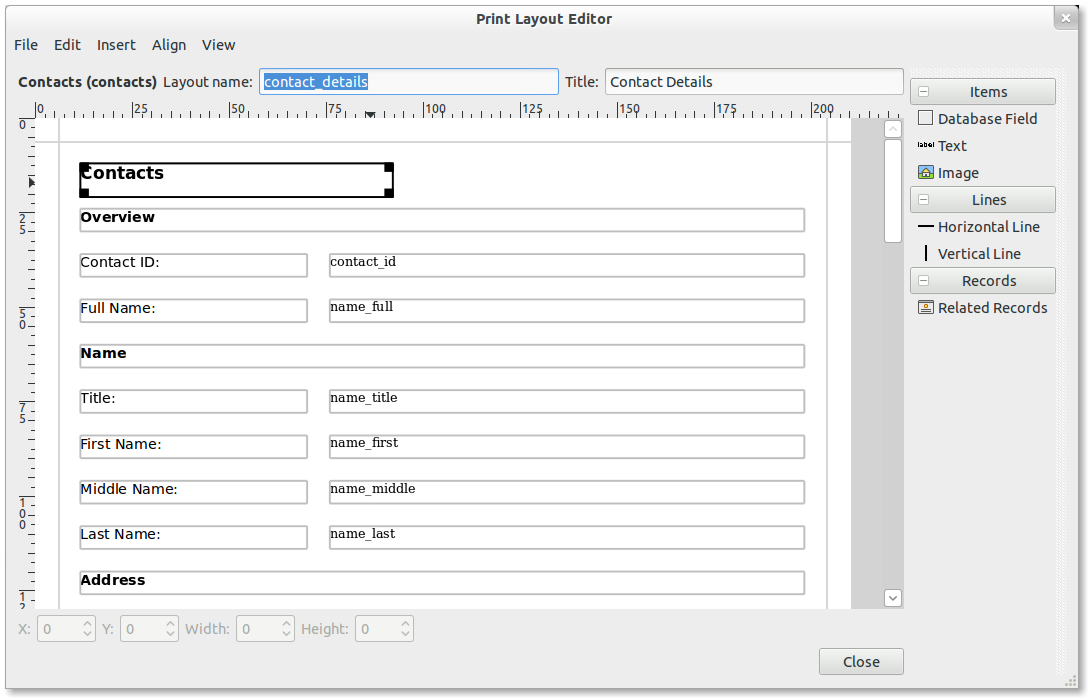 Print Layout Editor
File Edit Insert Align View
Contacts (contacts) Layout name: contact_details Title: Contact Details
0 25 50 75 100 125 150 175 200
0
25
50
75
100
12
Contacts
Overview
Contact ID: contact_id
Full Name: name_full
Name
Title: name_title
First Name: name_first
Middle Name: name_middle
Last Name: name_last
Address
Items
Database Field
label Text
Image
Lines
Horizontal Line
Vertical Line
Records
Related Records
X: 0 Y: 0 Width: 0 Height: 0
Close